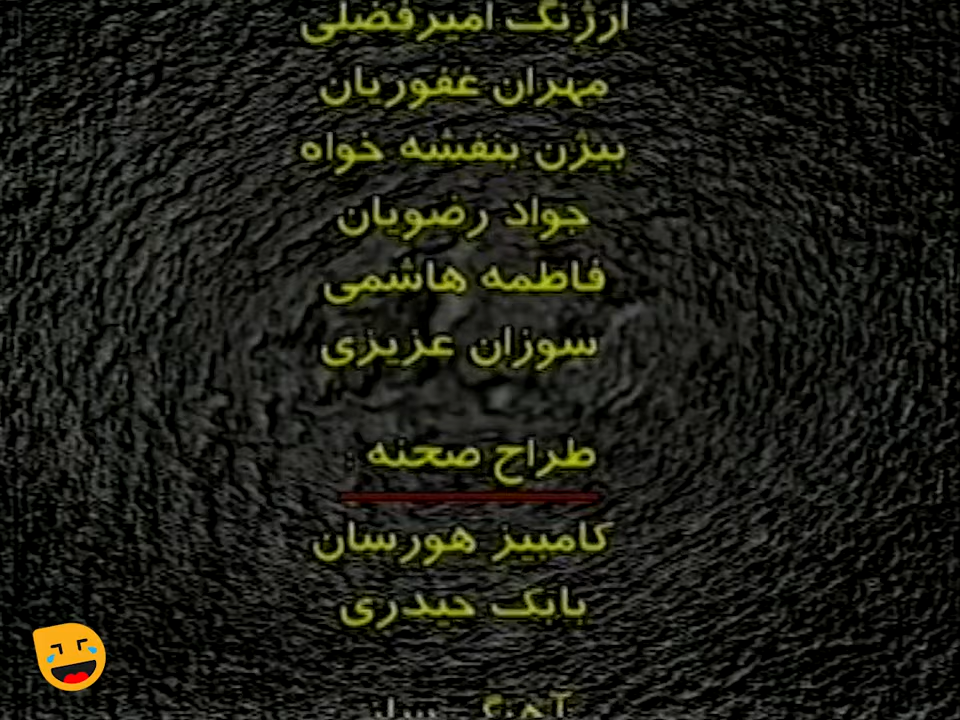 ارژنگ امیرفضلی
مهران غفوریان
بیژن بنفشه خواه
جواد رضویان
فاطمه هاشمی
سوزان عزیزی
طراح صحنه :
کامبیز هورسان
بابک حیدری